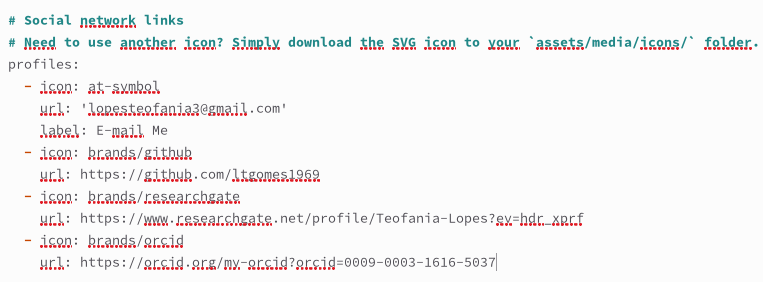 # Social network links
# Need to use another icon? Simply download the SVG icon to your `assets/media/icons/` folder.
profiles:
  - icon: at-symbol
    url: 'lopesteofania3@gmail.com'
    label: E-mail Me
  - icon: brands/github
    url: https://github.com/ltgomes1969
  - icon: brands/researchgate
    url: https://www.researchgate.net/profile/Teofania-Lopes?ev=hdr_xprf
  - icon: brands/orcid
    url: https://orcid.org/my-orcid?orcid=0009-0003-1616-5037